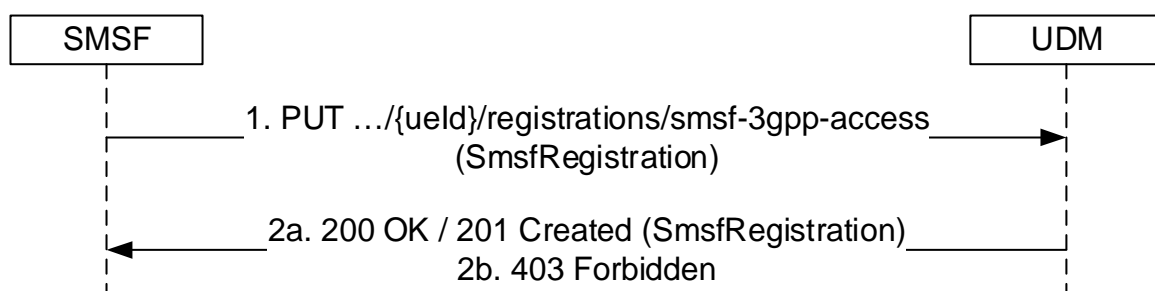 SMSF
UDM
1. PUT …/{ueId}/registrations/smsf-3gpp-access
(SmsfRegistration)
2a. 200 OK / 201 Created (SmsfRegistration)
2b. 403 Forbidden